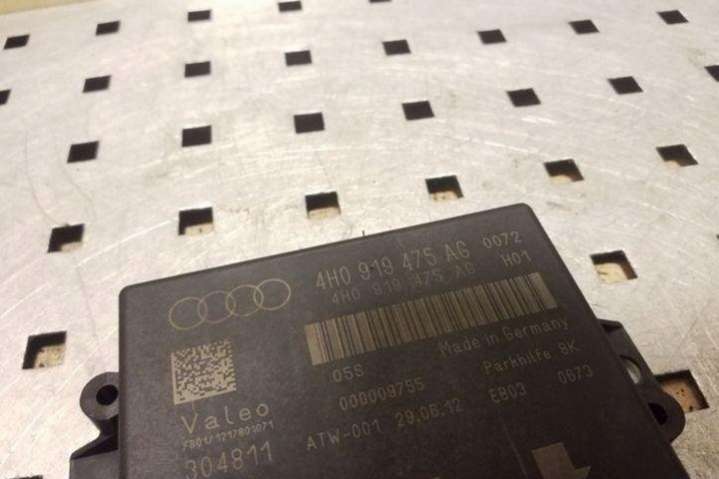 4H0 919 475 AG 0072
4H0 919 475 AG H01
Made in Germany
05S Parkhilfe 8K
000009755 EB03 0673
ATW-001 29.06.12
Valeo
304811